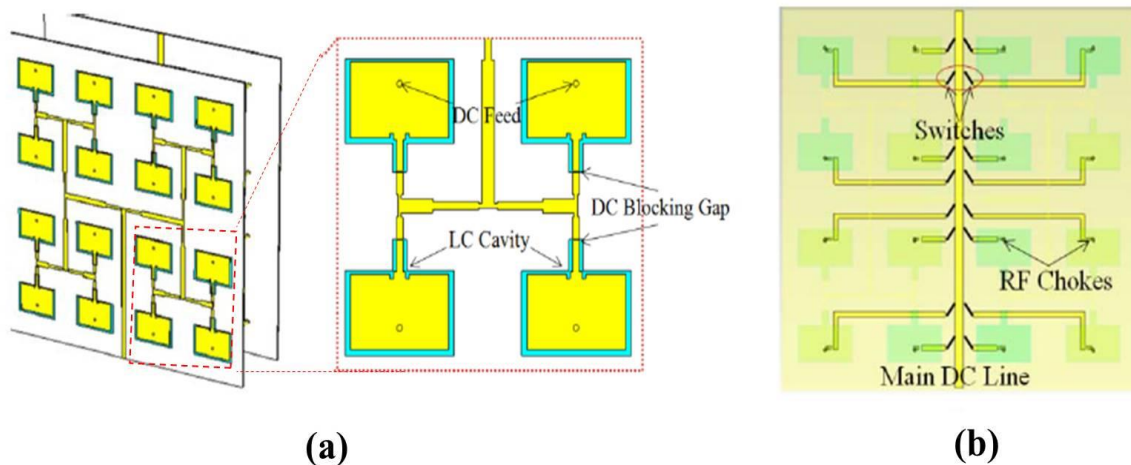 DC Feed
DC Blocking Gap
LC Cavity
(a)
Switches
RF Chokes
Main DC Line
(b)